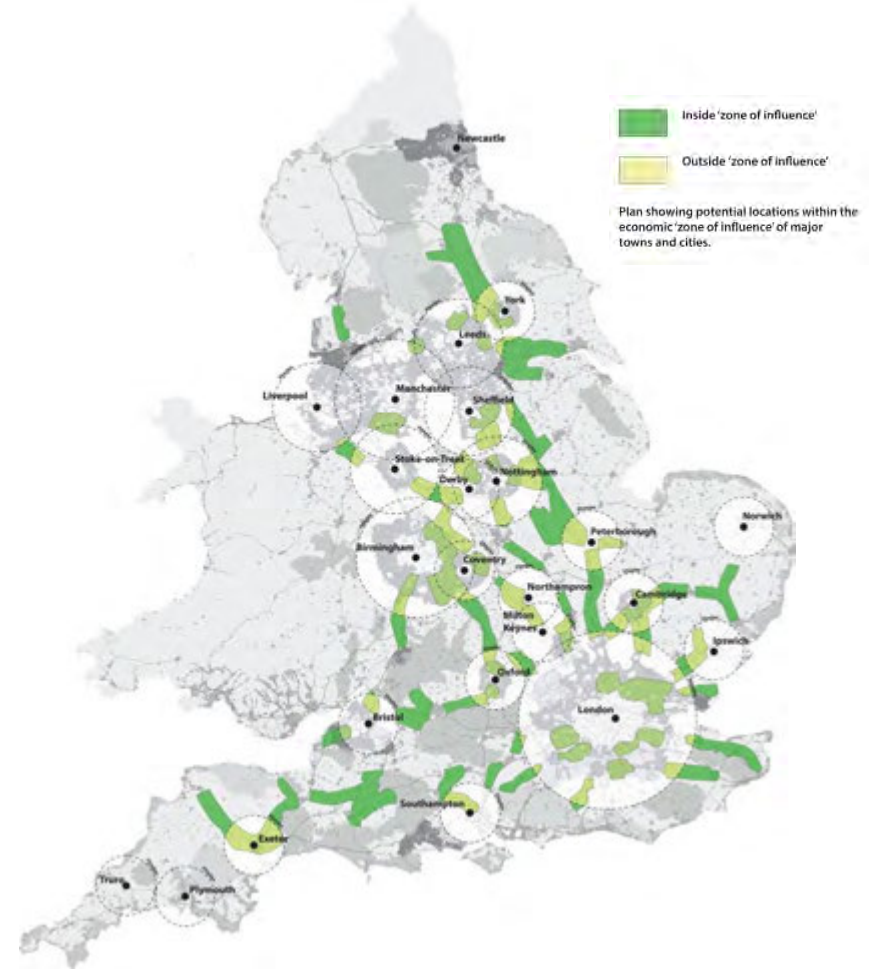 Inside 'zone of influence'
Outside 'zone of influence'
Plan showing potential locations within the
economic 'zone of influence' of major
towns and cities.
Newcastle
York
Leeds
Liverpool
Manchester
Sheffield
Stoke-on-Trent
Derby
Nottingham
Norwich
Peterborough
Birmingham
Coventry
Northampron
Cambridge
Milton
Keynes
Ipswich
Oxford
London
Bristol
Southampton
Exeter
Truro
Plymouth